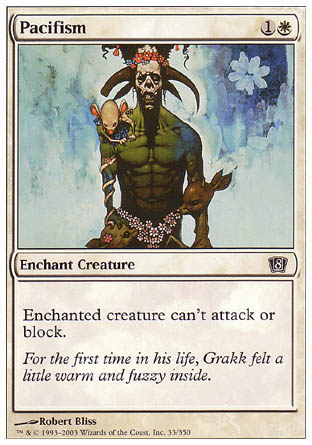 Pacifism 1
Enchant Creature 8
Enchanted creature can't attack or
block.
For the first time in his life, Grakk felt a
little warm and fuzzy inside.
Robert Bliss
™ & © 1993-2003 Wizards of the Coast, Inc. 33/350